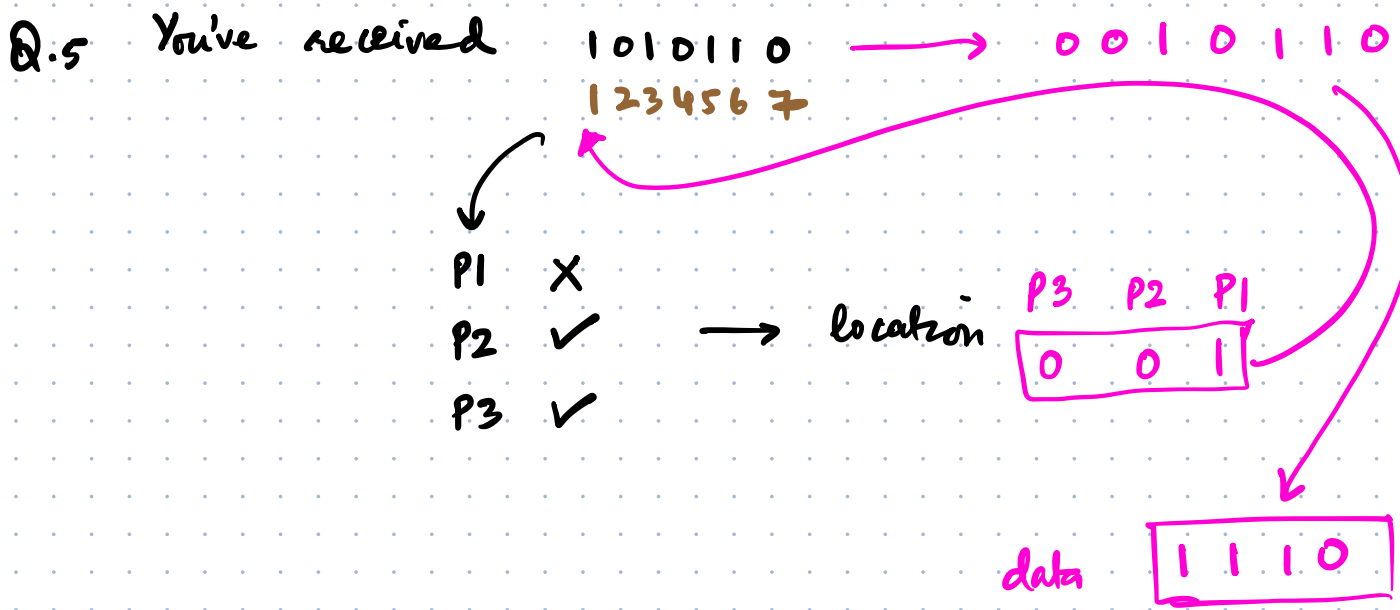 Q.5 You've received 1010110 → 0010110
1234567
P1 X
P2 ✓
P3 ✓
→ location
P3 P2 P1
0 0 1
data 1110